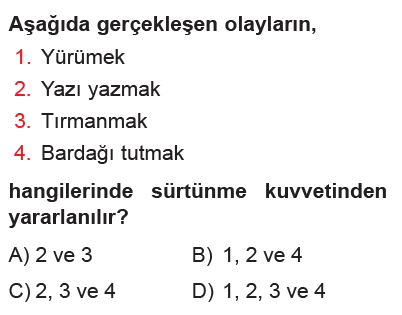 Aşağıda gerçekleşen olayların,
1. Yürümek
2. Yazı yazmak
3. Tırmanmak
4. Bardağı tutmak
hangilerinde sürtünme kuvvetinden
yararlanılır?
A) 2 ve 3 B) 1, 2 ve 4
C) 2, 3 ve 4 D) 1, 2, 3 ve 4